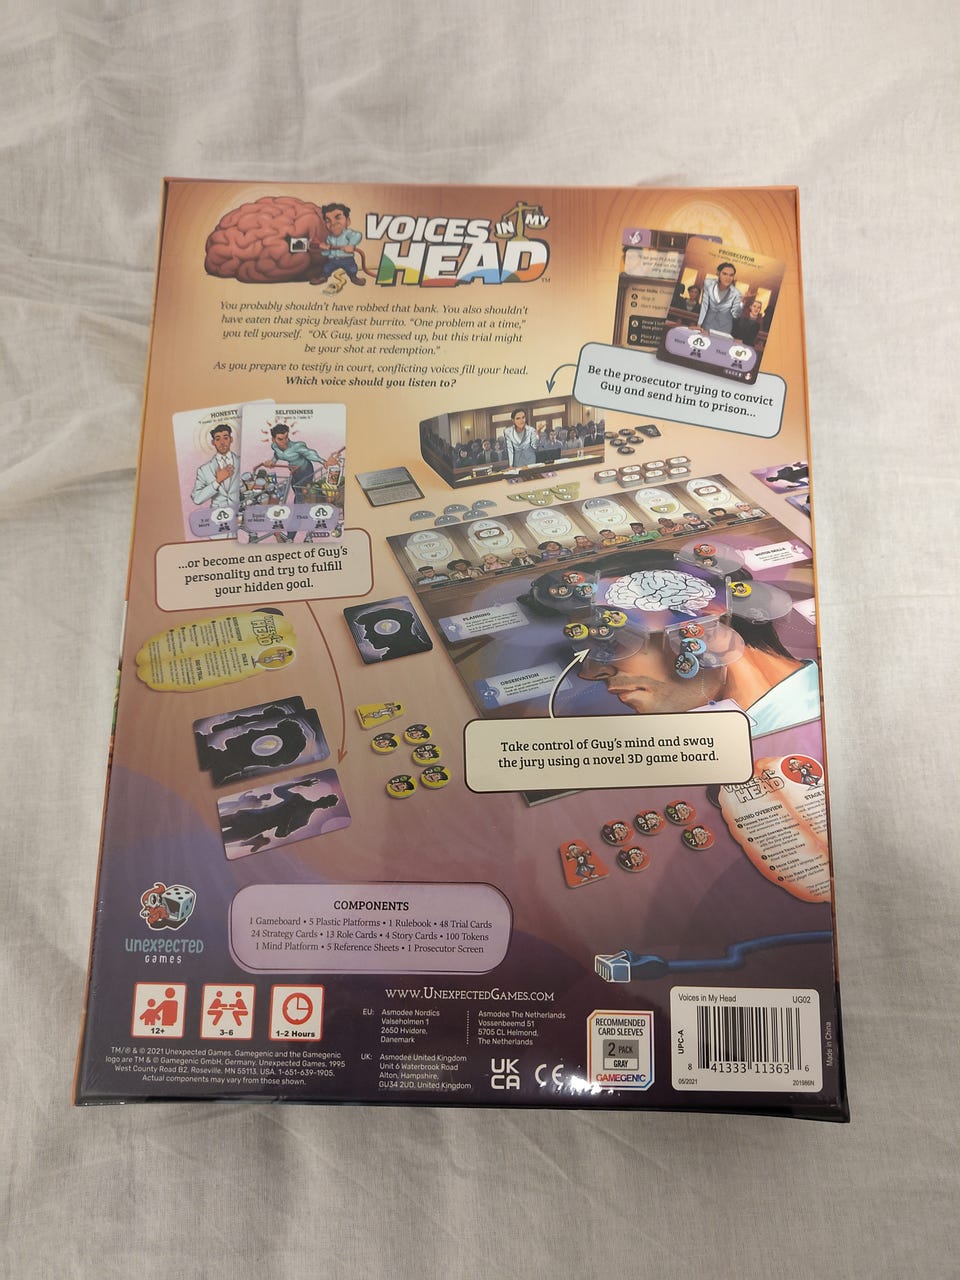 VOICES IN MY
HEAD™
You probably shouldn't have robbed that bank. You also shouldn't
have eaten that spicy breakfast burrito. "One problem at a time,"
you tell yourself. "OK Guy, you messed up, but this trial might
be your shot at redemption."
As you prepare to testify in court, conflicting voices fill your head.
Which voice should you listen to?
PROSECUTOR
Be the prosecutor trying to convict
Guy and send him to prison...
HONESTY
SELFISHNESS
...or become an aspect of Guy's
personality and try to fulfill
your hidden goal.
MOTOR SKILLS
PLANNING
OBSERVATION
Take control of Guy's mind and sway
the jury using a novel 3D game board.
VOICES IN MY
HEAD
ROUND OVERVIEW
COMPONENTS
1 Gameboard • 5 Plastic Platforms • 1 Rulebook • 48 Trial Cards
24 Strategy Cards • 13 Role Cards • 4 Story Cards • 100 Tokens
1 Mind Platform • 5 Reference Sheets • 1 Prosecutor Screen
UNEXPECTED
GAMES
12+
3–6
1–2 Hours
WWW.UNEXPECTEDGAMES.COM
EU:
Asmodee Nordics
Valseholmen 1
2650 Hvidore,
Denmark
Asmodee The Netherlands
Vossenbeemd 51
5705 CL Helmond,
The Netherlands
UK:
Asmodee United Kingdom
Unit 6 Waterbrook Road
Alton, Hampshire,
GU34 2UD, United Kingdom
UK
CA
CE
TM/® & © 2021 Unexpected Games. Gamegenic and the Gamegenic
logo are TM & © Gamegenic GmbH, Germany. Unexpected Games, 1995
West County Road B2, Roseville, MN 55113, USA. 1-651-639-1905.
Actual components may vary from those shown.
RECOMMENDED
CARD SLEEVES
2 PACK
GRAY
GAMEGEN!C
Voices in My Head
UG02
UPC-A
8 41333 11363 6
05/2021
201986N
Made in China